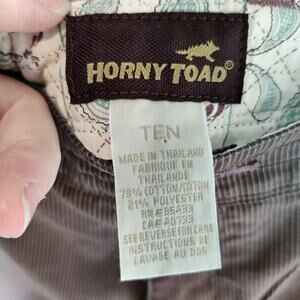 HORNY TOAD®
TEN
MADE IN THAILAND
FABRIQUE EN
THAILANDE
79% COTTON/COTON
21% POLYESTER
RN#85493
CA#40733
SEE REVERSE FOR CARE
INSTRUCTIONS DE
LAVAGE AU DOS